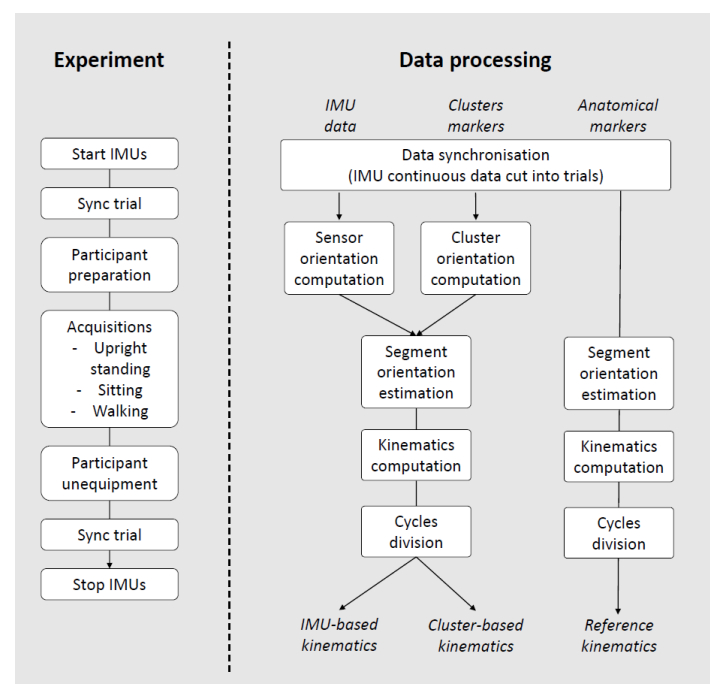 Experiment
Start IMUs
Sync trial
Participant
preparation
Acquisitions
- Upright
standing
- Sitting
- Walking
Participant
unequipment
Sync trial
Stop IMUs
Data processing
IMU
data
Clusters
markers
Anatomical
markers
Data synchronisation
(IMU continuous data cut into trials)
Sensor
orientation
computation
Cluster
orientation
computation
Segment
orientation
estimation
Kinematics
computation
Cycles
division
Segment
orientation
estimation
Kinematics
computation
Cycles
division
IMU-based
kinematics
Cluster-based
kinematics
Reference
kinematics